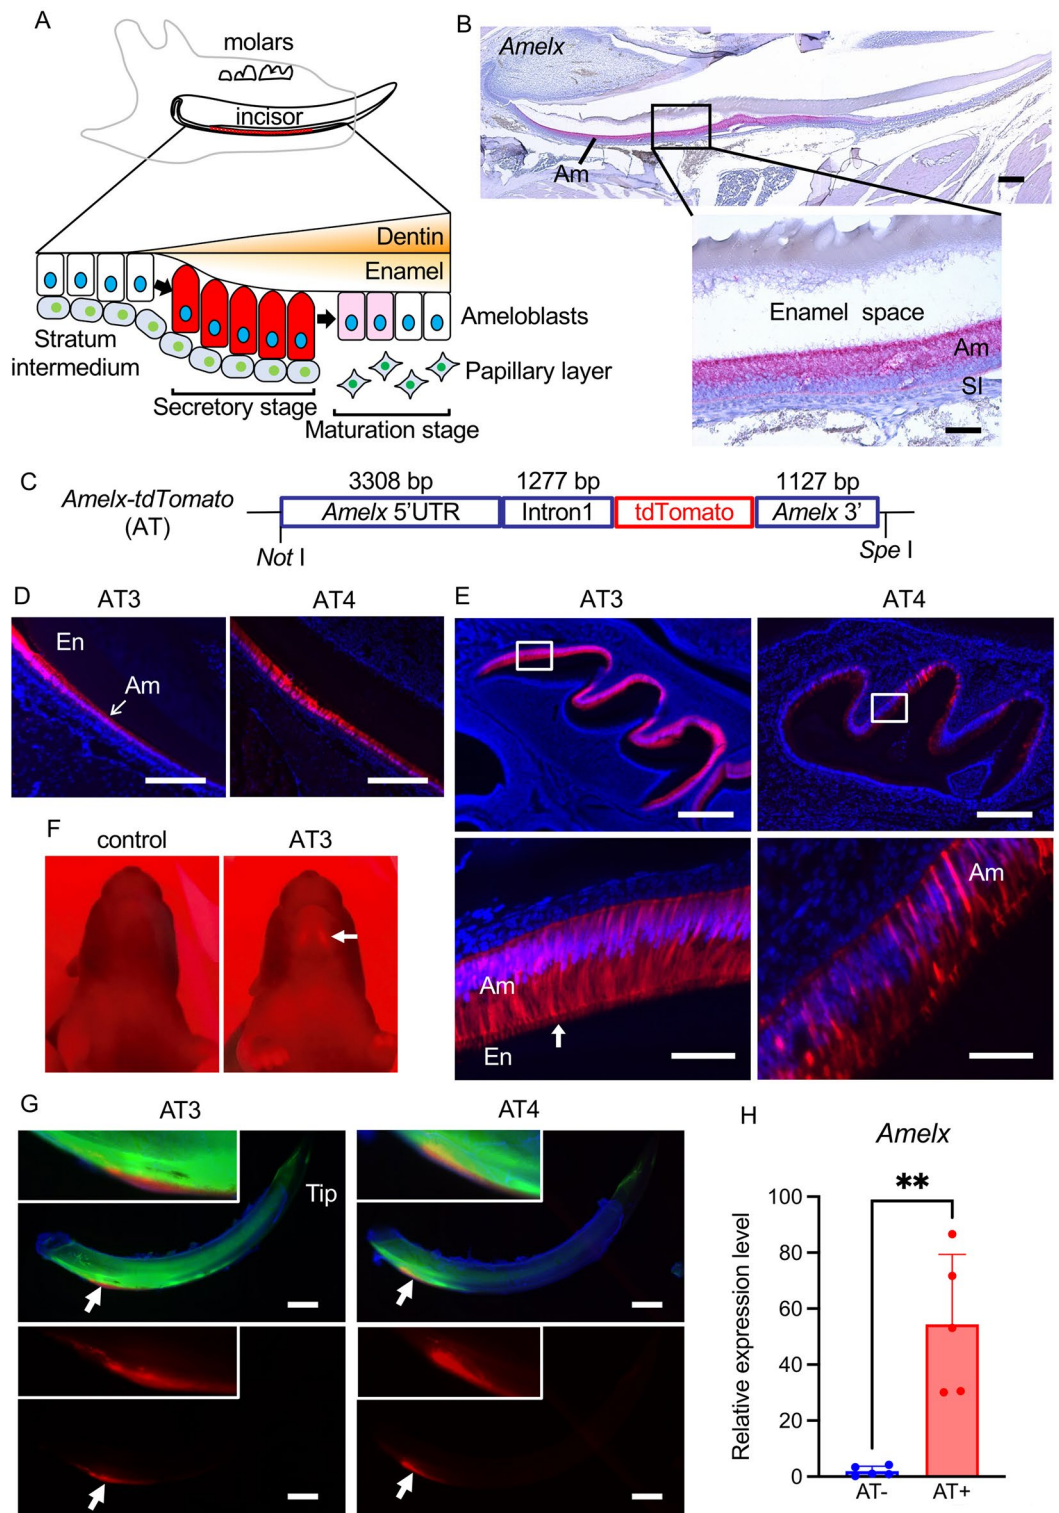 A
molars
incisor
Dentin
Enamel
Ameloblasts
Stratum
intermedium
Papillary layer
Secretory stage
Maturation stage
B
Amelx
Am
Enamel space
Am
SI
C
Amelx-tdTomato
(AT)
3308 bp
1277 bp
1127 bp
Amelx 5'UTR
Intron1
tdTomato
Amelx 3'
Not I
Spe I
D
AT3
AT4
En
Am
E
AT3
AT4
Am
En
Am
F
control
AT3
G
AT3
AT4
Tip
H
Amelx
**
Relative expression level
100
80
60
40
20
0
AT-
AT+